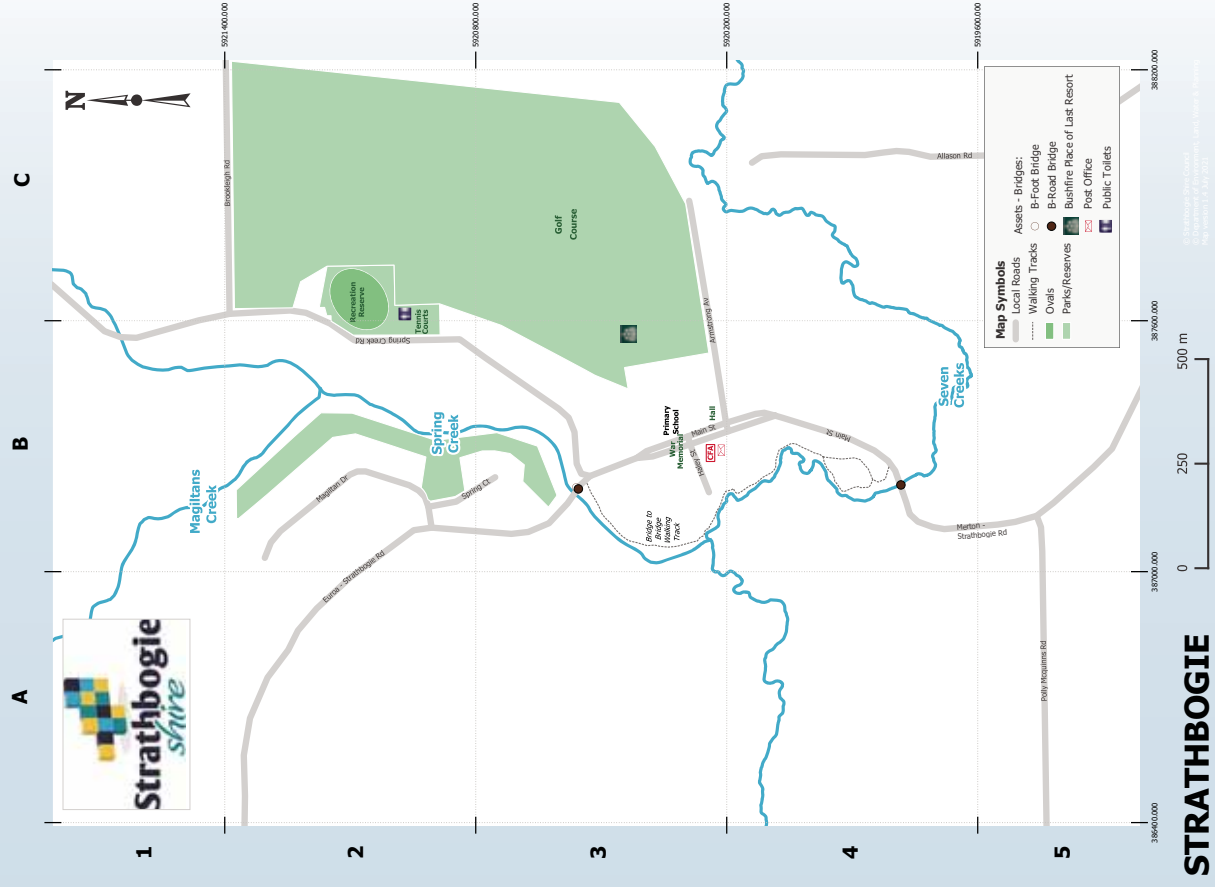 STRATHBOGIE
A
B
C
1
2
3
4
5
N
Strathbogie
shire
5921400.000
5920800.000
5920200.000
5919600.000
386400.000
387000.000
387600.000
388200.000
Magiltans
Creek
Brookleigh Rd
Magiltan Dr
Euroa - Strathbogie Rd
Recreation
Reserve
Spring Creek Rd
Tennis
Courts
Spring
Creek
Spring Ct
Golf
Course
Bridge to
Bridge
Walking
Track
Primary
School
War
Memorial
Main St
Hall
CFA
Armstrong Av
Main St
Seven
Creeks
Allason Rd
Merton -
Strathbogie Rd
Polly Mcquinns Rd
Map Symbols
Local Roads
Walking Tracks
Ovals
Parks/Reserves
Assets - Bridges:
B-Foot Bridge
B-Road Bridge
Bushfire Place of Last Resort
Post Office
Public Toilets
0
250
500 m
© Strathbogie Shire Council